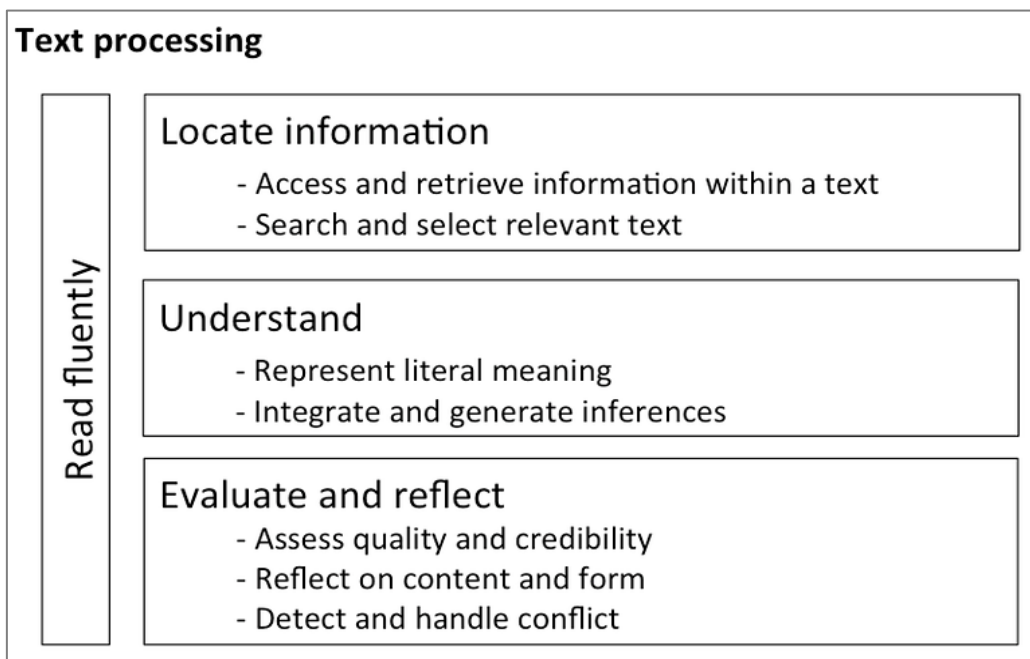 Text processing
Read fluently
Locate information
- Access and retrieve information within a text
- Search and select relevant text
Understand
- Represent literal meaning
- Integrate and generate inferences
Evaluate and reflect
- Assess quality and credibility
- Reflect on content and form
- Detect and handle conflict